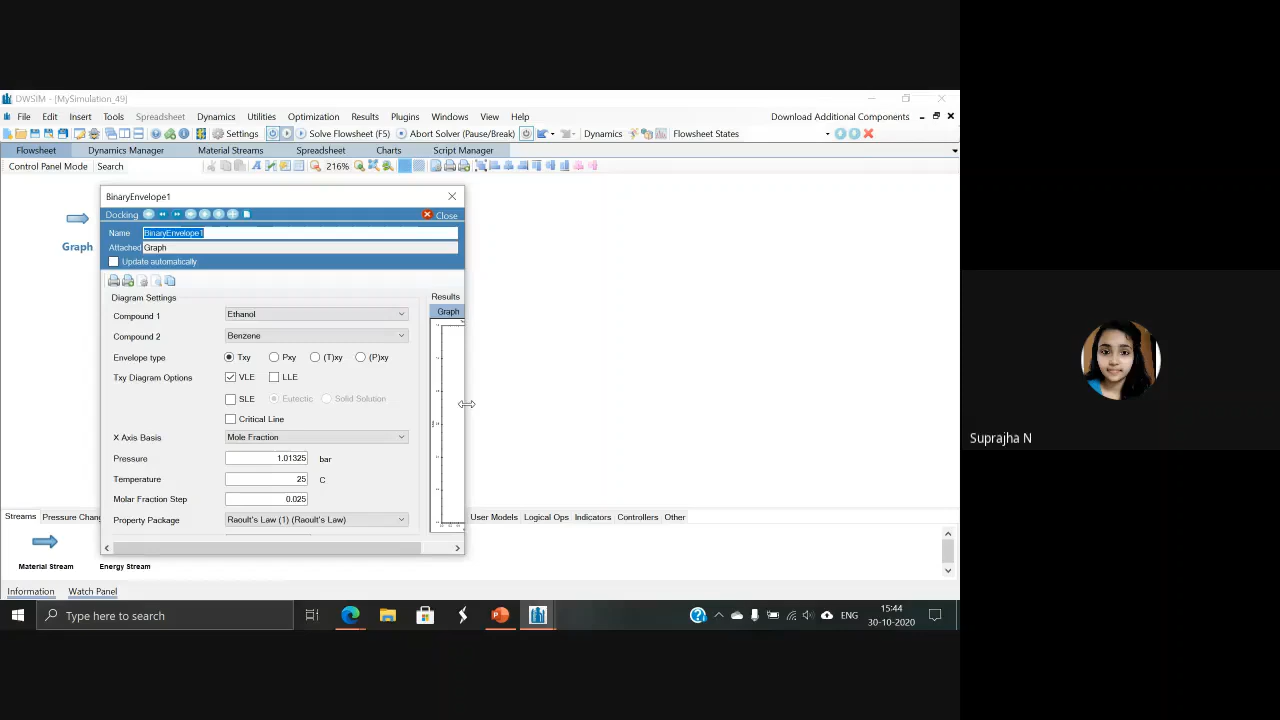 DWSIM - [MySimulation_49]
File Edit Insert Tools Spreadsheet Dynamics Utilities Optimization Results Plugins Windows View Help Download Additional Components
Settings Solve Flowsheet (F5) Abort Solver (Pause/Break) Dynamics Flowsheet States
Flowsheet Dynamics Manager Material Streams Spreadsheet Charts Script Manager
Control Panel Mode Search 216%
Graph
BinaryEnvelope1
Docking Close
Name BinaryEnvelope1
Attached Graph
Update automatically
Diagram Settings Results
Graph
Compound 1 Ethanol
Compound 2 Benzene
Envelope type Txy Pxy (T)xy (P)xy
Txy Diagram Options VLE LLE
SLE Eutectic Solid Solution
Critical Line
X Axis Basis Mole Fraction
Pressure 1.01325 bar
Temperature 25 C
Molar Fraction Step 0.025
Property Package Raoult's Law (1) (Raoult's Law)
Streams Pressure Chang User Models Logical Ops Indicators Controllers Other
Material Stream Energy Stream
Information Watch Panel
Type here to search ENG 15:44
30-10-2020
Suprajha N